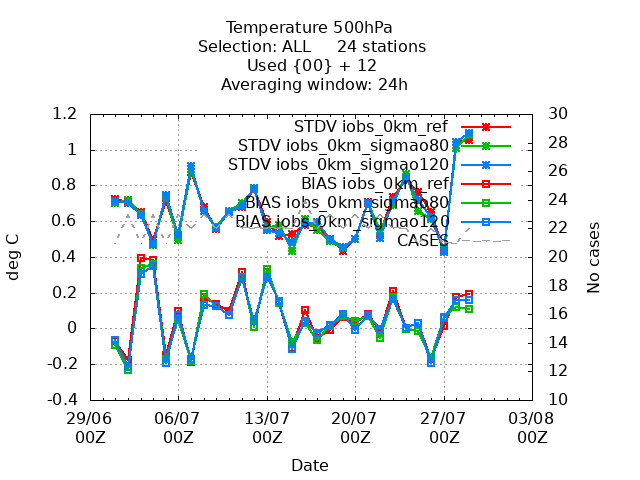 Temperature 500hPa
Selection: ALL     24 stations
Used {00} + 12
Averaging window: 24h
1.2
1
0.8
0.6
0.4
0.2
0
-0.2
-0.4
deg C
STDV iobs_0km_ref
STDV iobs_0km_sigmao80
STDV iobs_0km_sigmao120
BIAS iobs_0km_ref
BIAS iobs_0km_sigmao80
BIAS iobs_0km_sigmao120
CASES
30
28
26
24
22
20
18
16
14
12
10
No cases
29/06 06/07 13/07 20/07 27/07 03/08
00Z 00Z 00Z 00Z 00Z 00Z
Date